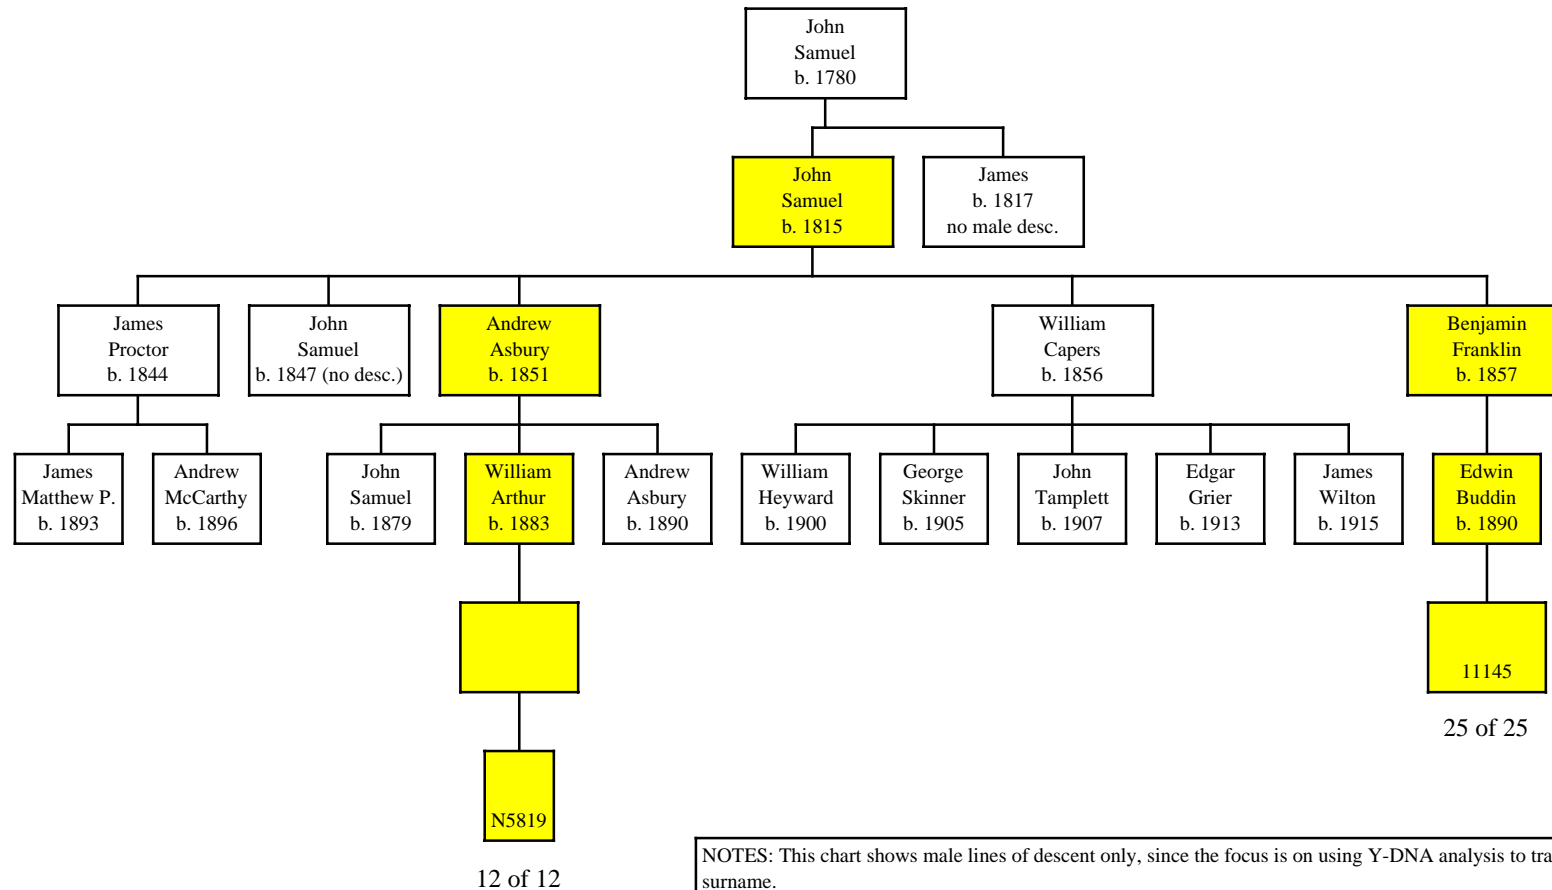 John
Samuel
b. 1780
John
Samuel
b. 1815
James
b. 1817
no male desc.
James
Proctor
b. 1844
John
Samuel
b. 1847 (no desc.)
Andrew
Asbury
b. 1851
William
Capers
b. 1856
Benjamin
Franklin
b. 1857
James
Matthew P.
b. 1893
Andrew
McCarthy
b. 1896
John
Samuel
b. 1879
William
Arthur
b. 1883
Andrew
Asbury
b. 1890
William
Heyward
b. 1900
George
Skinner
b. 1905
John
Tamplett
b. 1907
Edgar
Grier
b. 1913
James
Wilton
b. 1915
Edwin
Buddin
b. 1890
11145
25 of 25
N5819
12 of 12
NOTES: This chart shows male lines of descent only, since the focus is on using Y-DNA analysis to tra
surname.